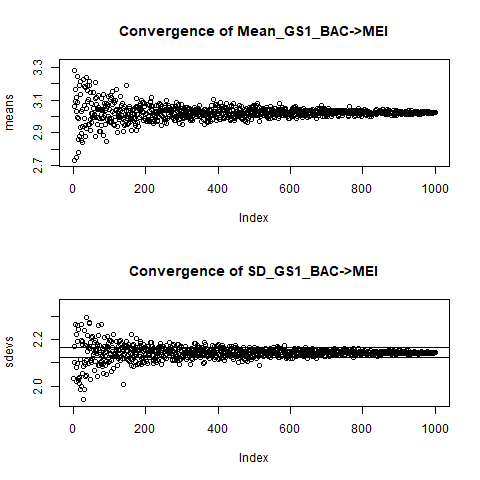 Convergence of Mean_GS1_BAC->MEI
means
3.3
3.1
2.9
2.7
0 200 400 600 800 1000
Index
Convergence of SD_GS1_BAC->MEI
sdevs
2.2
2.0
0 200 400 600 800 1000
Index